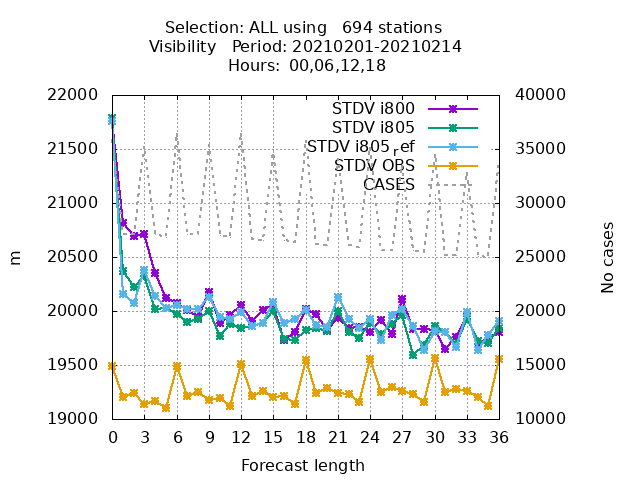 Selection: ALL using   694 stations
Visibility   Period: 20210201-20210214
Hours: 00,06,12,18
22000
21500
21000
20500
20000
19500
19000
m
STDV i800
STDV i805
STDV i805ref
STDV OBS
CASES
40000
35000
30000
25000
20000
15000
10000
No cases
0 3 6 9 12 15 18 21 24 27 30 33 36
Forecast length